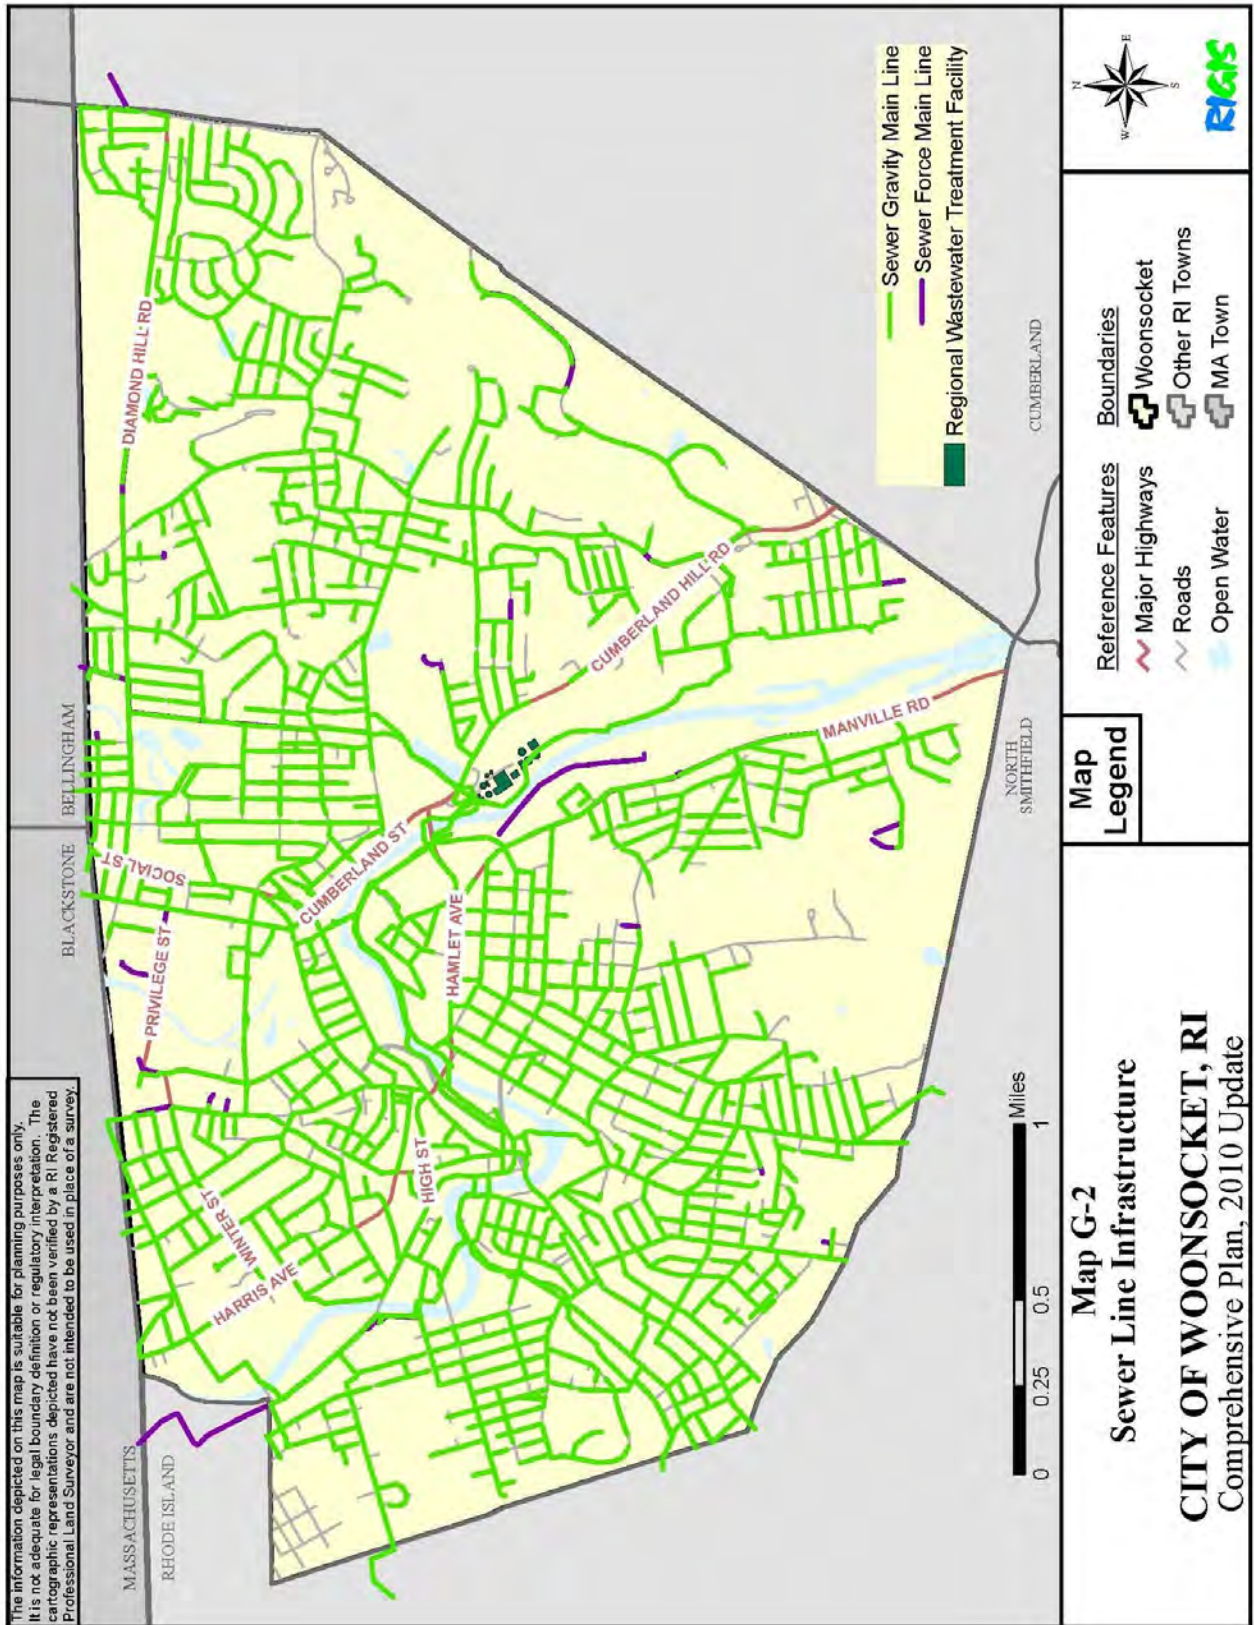 The information depicted on this map is suitable for planning purposes only.
It is not adequate for legal boundary definition or regulatory interpretation. The
cartographic representations depicted have not been verified by a RI Registered
Professional Land Surveyor and are not intended to be used in place of a survey.
MASSACHUSETTS
RHODE ISLAND
BLACKSTONE
BELLINGHAM
SOCIAL ST
PRIVILEGE ST
DIAMOND HILL RD
WINTER ST
HARRIS AVE
HIGH ST
HAMLET AVE
CUMBERLAND ST
CUMBERLAND HILL RD
MANVILLE RD
NORTH
SMITHFIELD
CUMBERLAND
Sewer Gravity Main Line
Sewer Force Main Line
Regional Wastewater Treatment Facility
0 0.25 0.5 1
Miles
Map G-2
Sewer Line Infrastructure
CITY OF WOONSOCKET, RI
Comprehensive Plan, 2010 Update
Map
Legend
Reference Features
Major Highways
Roads
Open Water
Boundaries
Woonsocket
Other RI Towns
MA Town
N
W
E
S
RIGIS